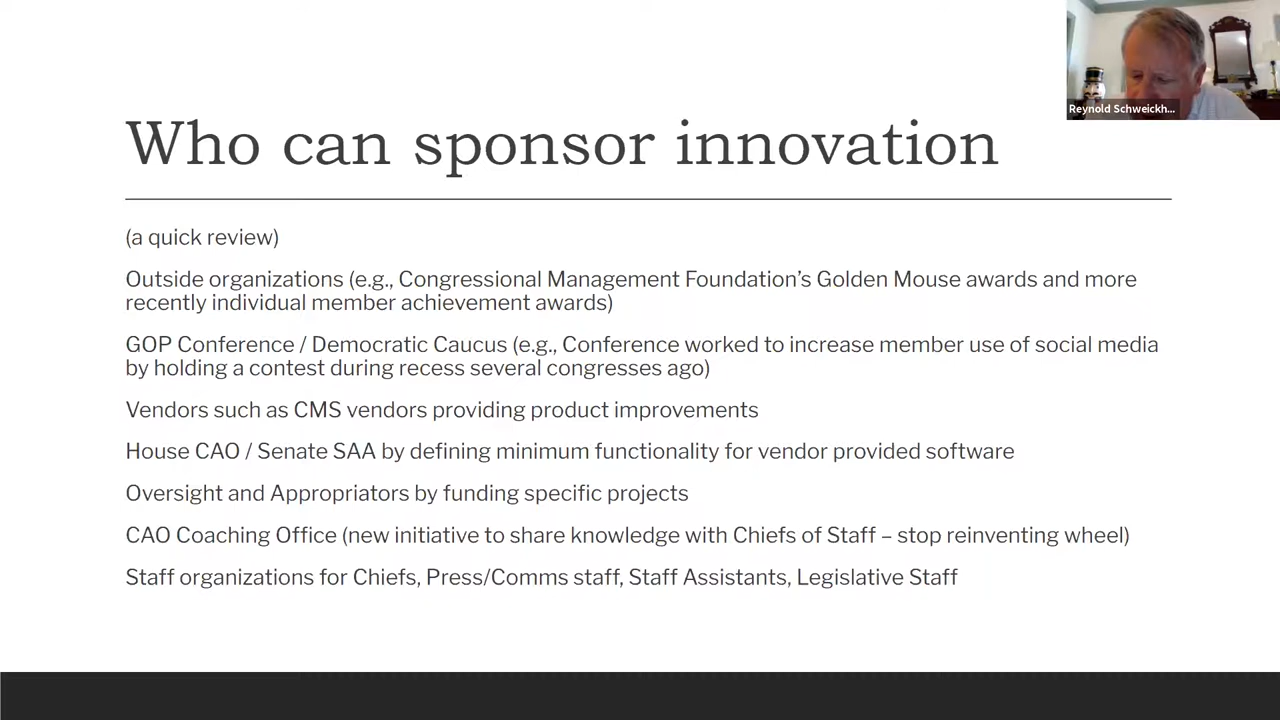 Reynold Schweickh...
Who can sponsor innovation
(a quick review)
Outside organizations (e.g., Congressional Management Foundation’s Golden Mouse awards and more
recently individual member achievement awards)
GOP Conference / Democratic Caucus (e.g., Conference worked to increase member use of social media
by holding a contest during recess several congresses ago)
Vendors such as CMS vendors providing product improvements
House CAO / Senate SAA by defining minimum functionality for vendor provided software
Oversight and Appropriators by funding specific projects
CAO Coaching Office (new initiative to share knowledge with Chiefs of Staff – stop reinventing wheel)
Staff organizations for Chiefs, Press/Comms staff, Staff Assistants, Legislative Staff